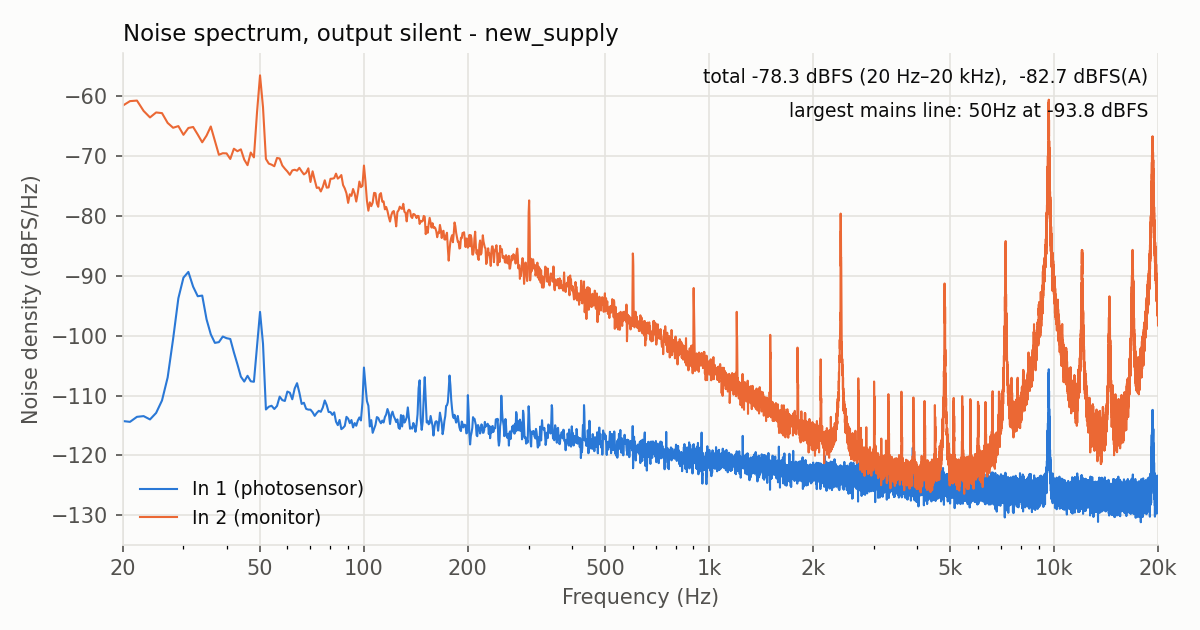 Noise spectrum, output silent - new_supply
total -78.3 dBFS (20 Hz–20 kHz),  -82.7 dBFS(A)
largest mains line: 50Hz at -93.8 dBFS
Noise density (dBFS/Hz)
−60
−70
−80
−90
−100
−110
−120
−130
In 1 (photosensor)
In 2 (monitor)
20 50 100 200 500 1k 2k 5k 10k 20k
Frequency (Hz)